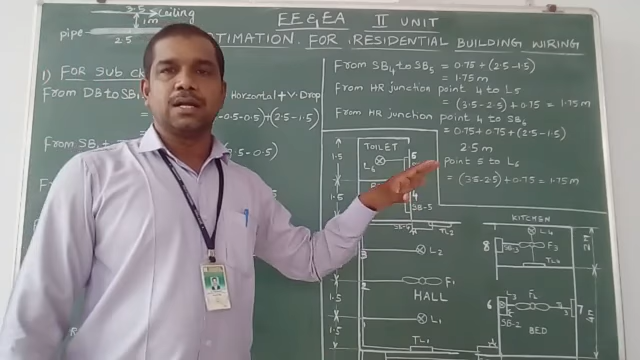 3.5 ceiling
1m
pipe
2.5
EE & EA II UNIT
ESTIMATION FOR RESIDENTIAL BUILDING WIRING
1) FOR SUB
From DB to SB
Horizontal + V. Drop
-0.5-0.5)+(2.5-1.5)
From SB1
.5-0.5)
From SB4 to SB5 = 0.75 + (2.5-1.5)
= 1.75 m
From HR junction point 4 to L5
= (3.5-2.5) + 0.75 = 1.75 m
From HR junction point 4 to SB6
= 0.75 + 0.75 + (2.5-1.5)
2.5 m
point 5 to L6
= (3.5-2.5) + 0.75 = 1.75 m
1.5
TOILET
L6
5
1.5
4
SB-5
TL2
3
1.5
2
F1
HALL
1.5
1
L1
TL1
KITCHEN
L4
8
SB-3
F3
TL3
6
L3
F2
7
SB-2
BED